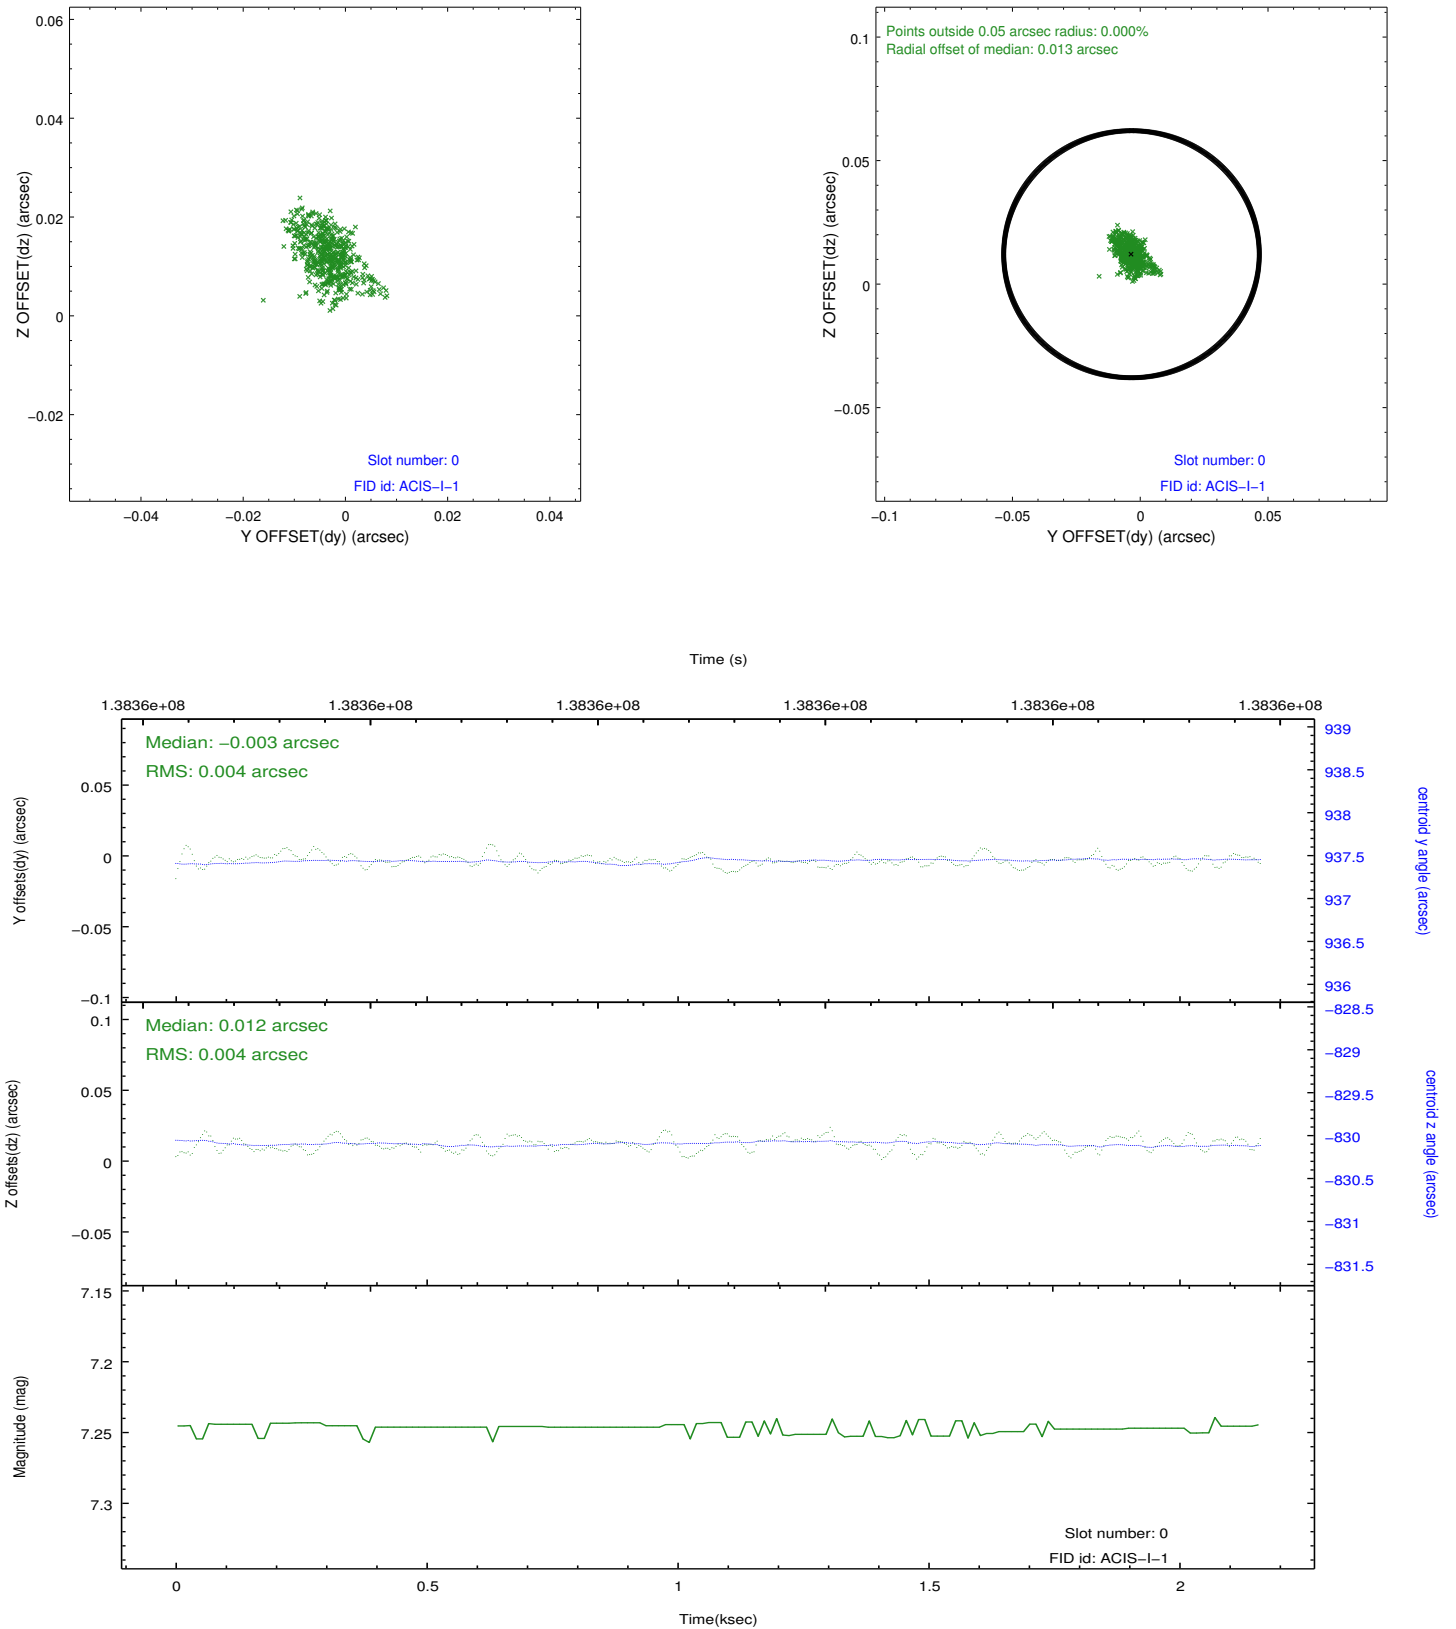 0.06
0.04
0.02
0
−0.02
Z OFFSET(dz) (arcsec)
Slot number: 0
FID id: ACIS−I−1
−0.04
−0.02
0
0.02
0.04
Y OFFSET(dy) (arcsec)
Points outside 0.05 arcsec radius: 0.000%
Radial offset of median: 0.013 arcsec
0.1
0.05
0
−0.05
Z OFFSET(dz) (arcsec)
Slot number: 0
FID id: ACIS−I−1
−0.1
−0.05
0
0.05
Y OFFSET(dy) (arcsec)
Time (s)
1.3836e+08
1.3836e+08
1.3836e+08
1.3836e+08
1.3836e+08
1.3836e+08
Median: −0.003 arcsec
RMS: 0.004 arcsec
0.05
0
−0.05
−0.1
Y offsets(dy) (arcsec)
939
938.5
938
937.5
937
936.5
936
centroid y angle (arcsec)
Median: 0.012 arcsec
RMS: 0.004 arcsec
0.1
0.05
0
−0.05
Z offsets(dz) (arcsec)
−828.5
−829
−829.5
−830
−830.5
−831
−831.5
centroid z angle (arcsec)
7.15
7.2
7.25
7.3
Magnitude (mag)
Slot number: 0
FID id: ACIS−I−1
0
0.5
1
1.5
2
Time(ksec)